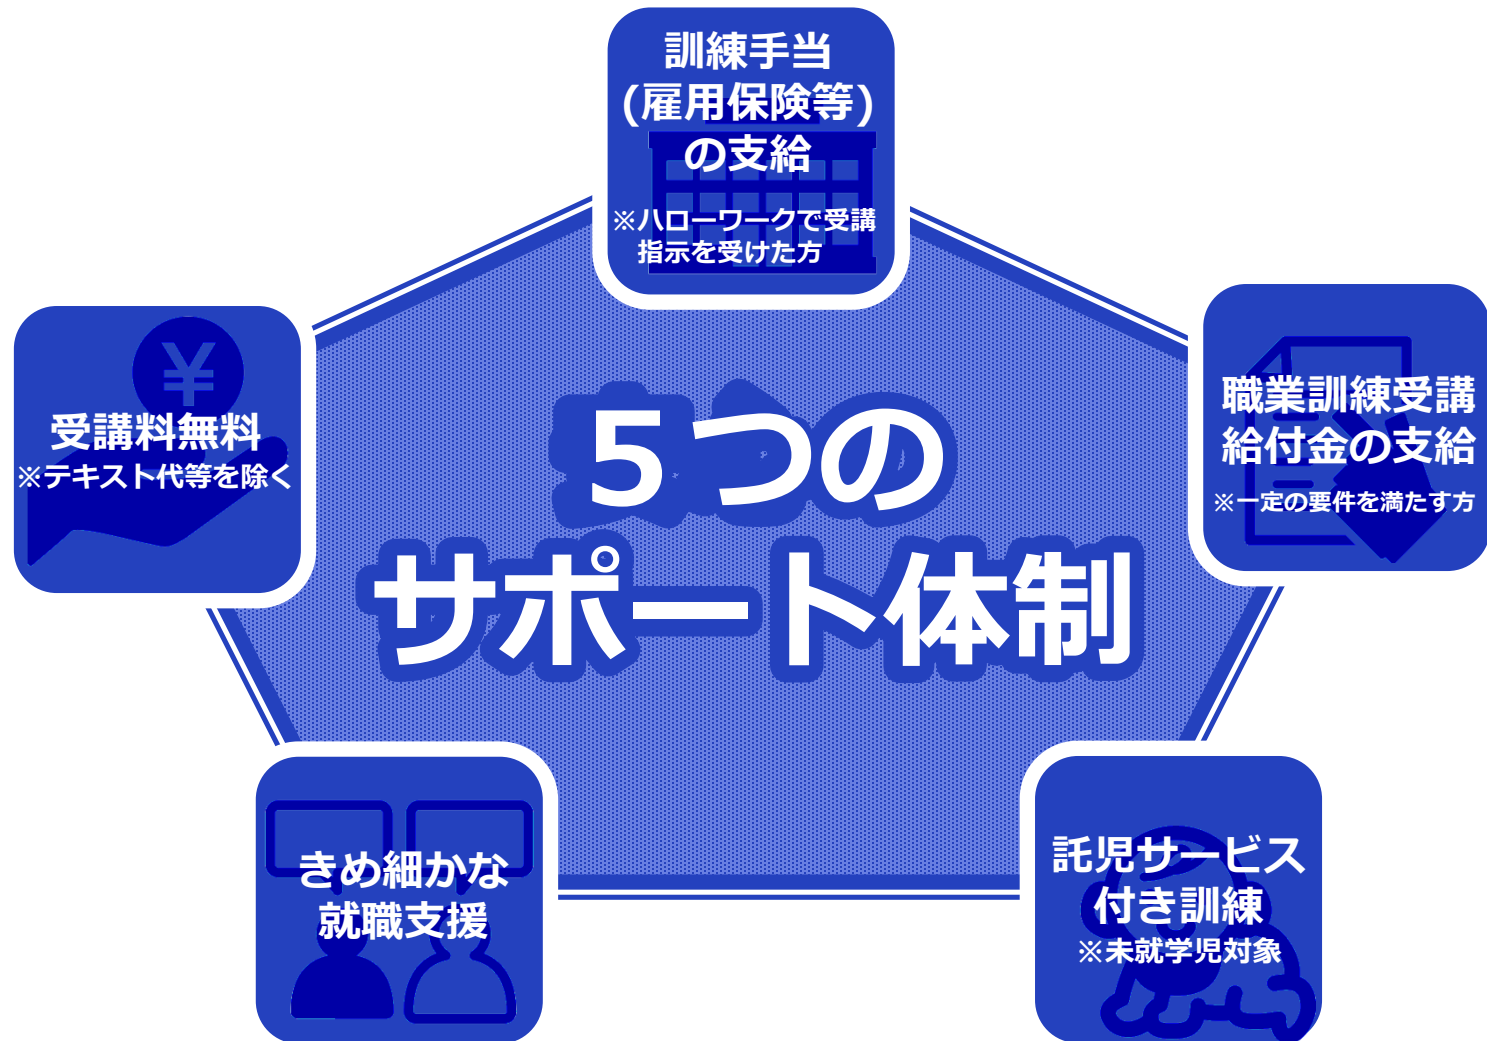 訓練手当
(雇用保険等)
の支給
※ハローワークで受講
指示を受けた方
受講料無料
※テキスト代等を除く
５つの
サポート体制
職業訓練受講
給付金の支給
※一定の要件を満たす方
きめ細かな
就職支援
託児サービス
付き訓練
※未就学児対象
¥